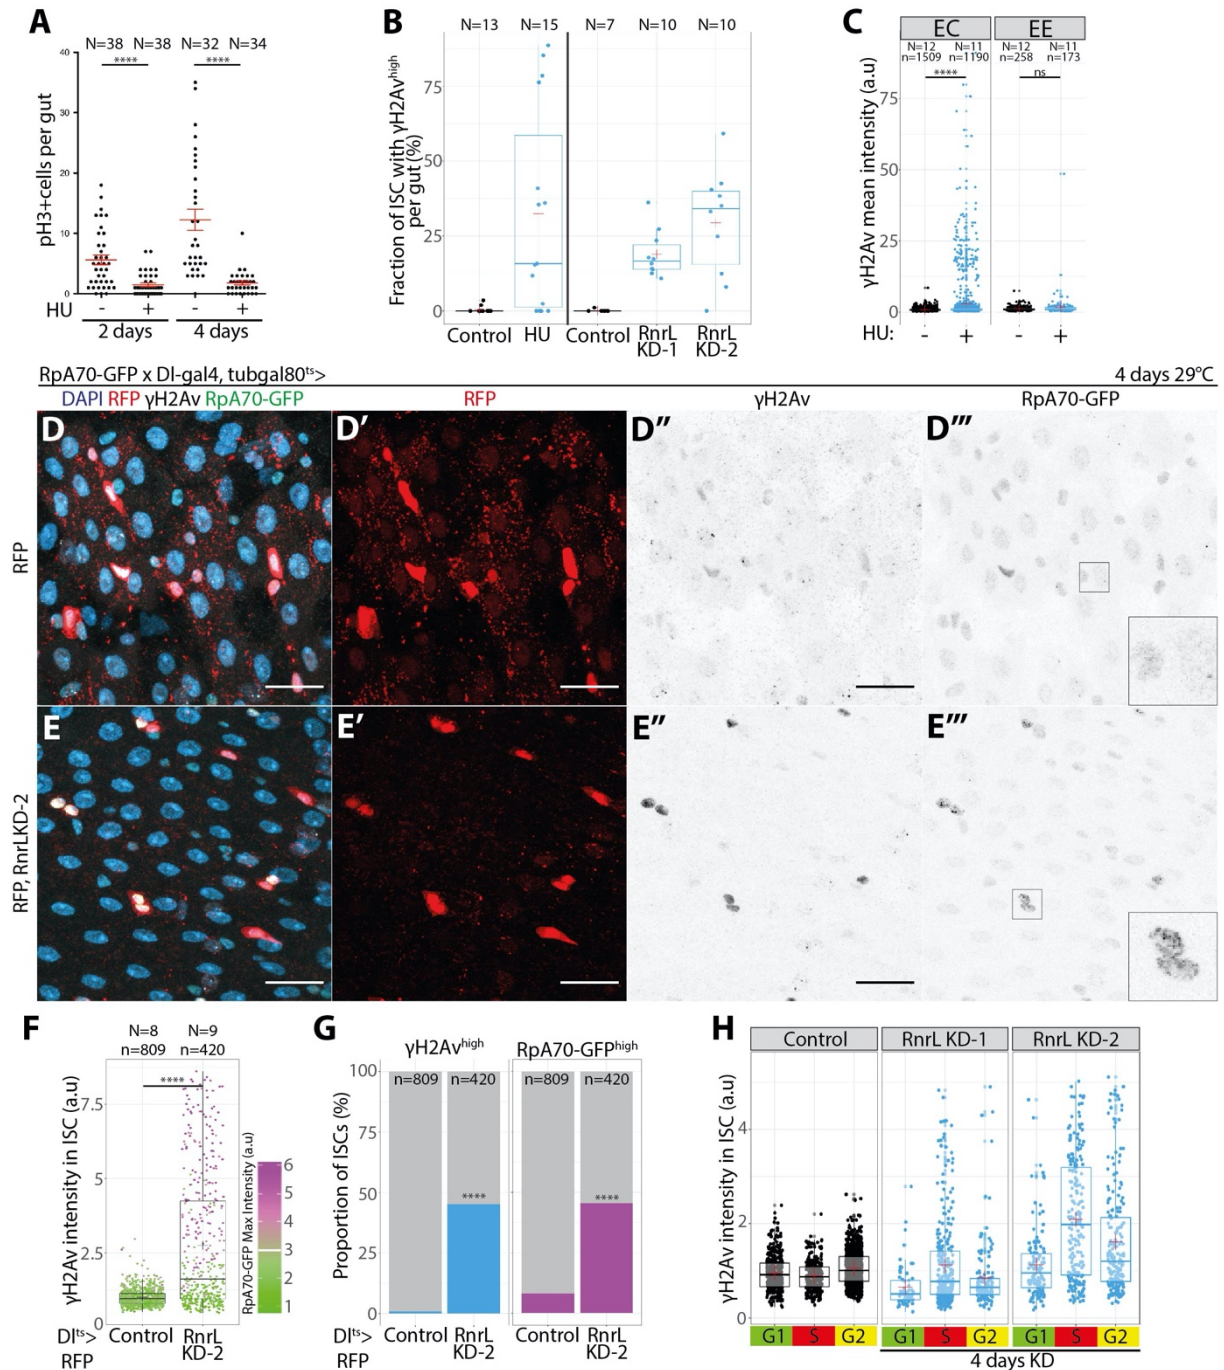 A
N=38 N=38 N=32 N=34
**** ****
pH3+cells per gut
40
30
20
10
0
HU - + - +
2 days 4 days
B
N=13 N=15 N=7 N=10 N=10
Fraction of ISC with γH2Av^high
per gut (%)
75
50
25
0
Control HU Control RnrL KD-1 RnrL KD-2
C
EC EE
N=12 N=11 N=12 N=11
n=1509 n=1190 n=258 n=173
**** ns
γH2Av mean intensity (a.u)
80
70
60
50
40
30
20
10
0
HU: - + - +
RpA70-GFP x Dl-gal4, tubgal80^ts> 4 days 29°C
DAPI RFP γH2Av RpA70-GFP RFP γH2Av RpA70-GFP
D D' D'' D'''
RFP
E E' E'' E'''
RFP, RnrLKD-2
F
N=8 N=9
n=809 n=420
****
γH2Av intensity in ISC (a.u)
7.5
5
2.5
0
RpA70-GFP Max Intensity (a.u)
6
5
4
3
2
1
Dl^ts> Control RnrL
RFP KD-2
G
γH2Av^high RpA70-GFP^high
n=809 n=420 n=809 n=420
**** ****
Proportion of ISCs (%)
100
75
50
25
0
Dl^ts> Control RnrL Control RnrL
RFP KD-2 KD-2
H
Control RnrL KD-1 RnrL KD-2
γH2Av intensity in ISC (a.u)
4
2
0
G1 S G2 G1 S G2 G1 S G2
4 days KD